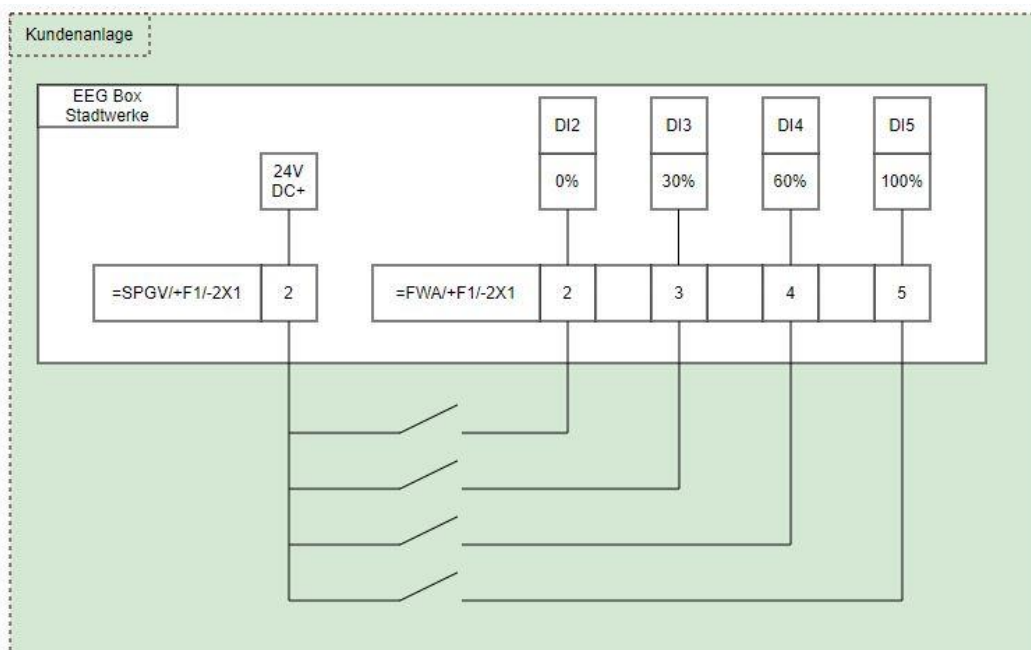 Kundenanlage
EEG Box
Stadtwerke
DI2
DI3
DI4
DI5
24V
DC+
0%
30%
60%
100%
=SPGV/+F1/-2X1
2
=FWA/+F1/-2X1
2
3
4
5